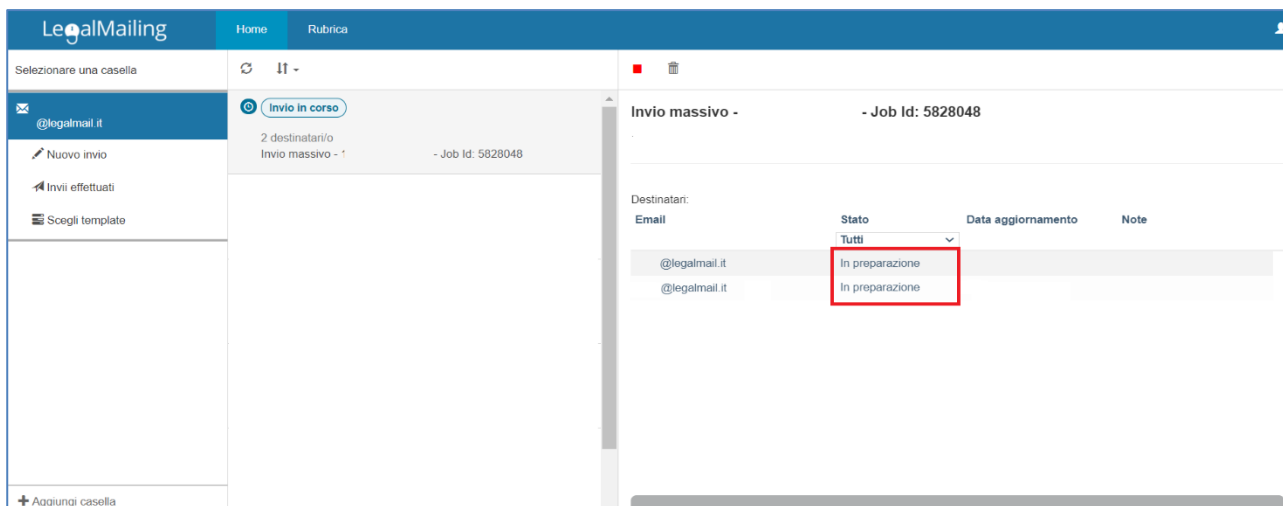 LegalMailing
Home
Rubrica
Selezionare una casella
@legalmail.it
Nuovo invio
Invii effettuati
Scegli template
Aggiungi casella
Invio in corso
2 destinatari/o
Invio massivo - 1 - Job Id: 5828048
Invio massivo - - Job Id: 5828048
Destinatari:
Email Stato Data aggiornamento Note
Tutti
@legalmail.it In preparazione
@legalmail.it In preparazione